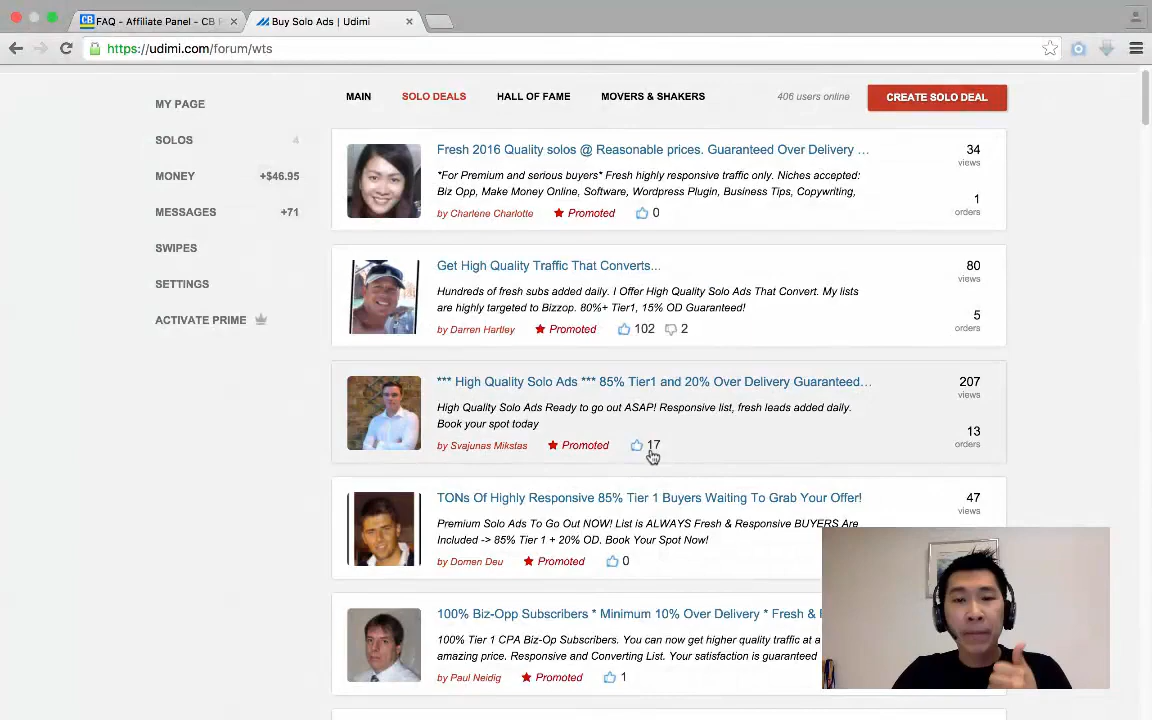 FAQ - Affiliate Panel - CB
Buy Solo Ads | Udimi
https://udimi.com/forum/wts
MY PAGE
SOLOS 4
MONEY +$46.95
MESSAGES +71
SWIPES
SETTINGS
ACTIVATE PRIME
MAIN SOLO DEALS HALL OF FAME MOVERS & SHAKERS 406 users online CREATE SOLO DEAL
Fresh 2016 Quality solos @ Reasonable prices. Guaranteed Over Delivery ...
34
views
*For Premium and serious buyers* Fresh highly responsive traffic only. Niches accepted:
Biz Opp, Make Money Online, Software, Wordpress Plugin, Business Tips, Copywriting,
1
orders
by Charlene Charlotte Promoted 0
Get High Quality Traffic That Converts...
80
views
Hundreds of fresh subs added daily. I Offer High Quality Solo Ads That Convert. My lists
are highly targeted to Bizzop. 80%+ Tier1, 15% OD Guaranteed!
5
orders
by Darren Hartley Promoted 102 2
*** High Quality Solo Ads *** 85% Tier1 and 20% Over Delivery Guaranteed...
207
views
High Quality Solo Ads Ready to go out ASAP! Responsive list, fresh leads added daily.
Book your spot today
13
orders
by Svajunas Mikstas Promoted 17
TONs Of Highly Responsive 85% Tier 1 Buyers Waiting To Grab Your Offer!
47
views
Premium Solo Ads To Go Out NOW! List is ALWAYS Fresh & Responsive BUYERS Are
Included -> 85% Tier 1 + 20% OD. Book Your Spot Now!
by Domen Deu Promoted 0
100% Biz-Opp Subscribers * Minimum 10% Over Delivery * Fresh &
100% Tier 1 CPA Biz-Op Subscribers. You can now get higher quality traffic at a
amazing price. Responsive and Converting List. Your satisfaction is guaranteed
by Paul Neidig Promoted 1